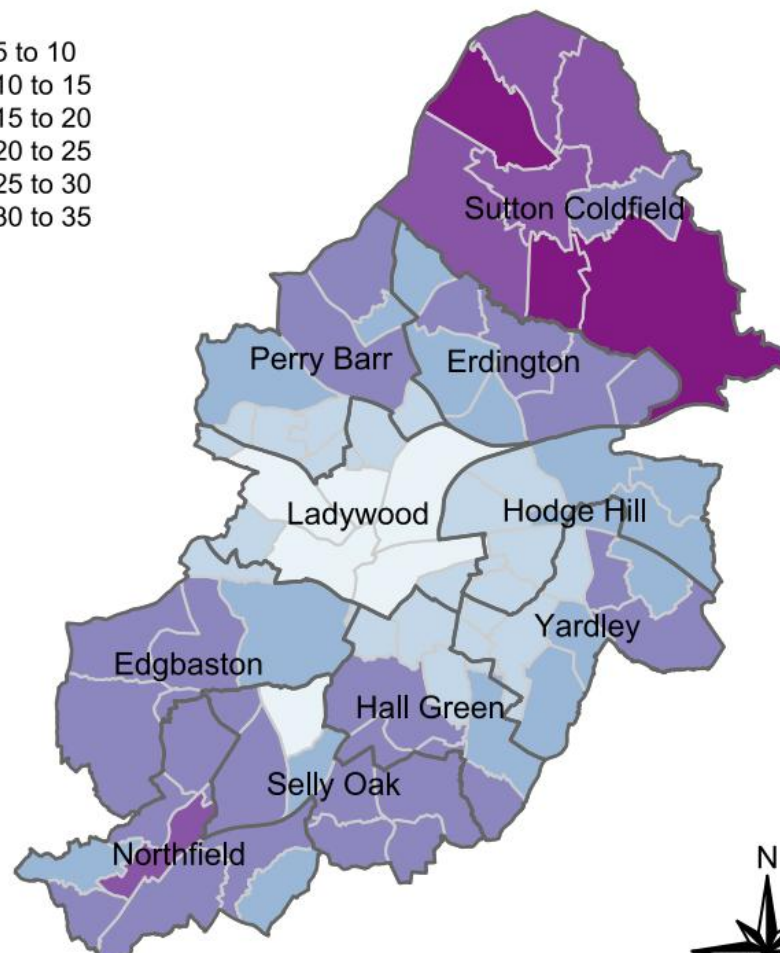 5 to 10
10 to 15
15 to 20
20 to 25
25 to 30
30 to 35
Sutton Coldfield
Perry Barr
Erdington
Ladywood
Hodge Hill
Yardley
Edgbaston
Hall Green
Selly Oak
Northfield
N